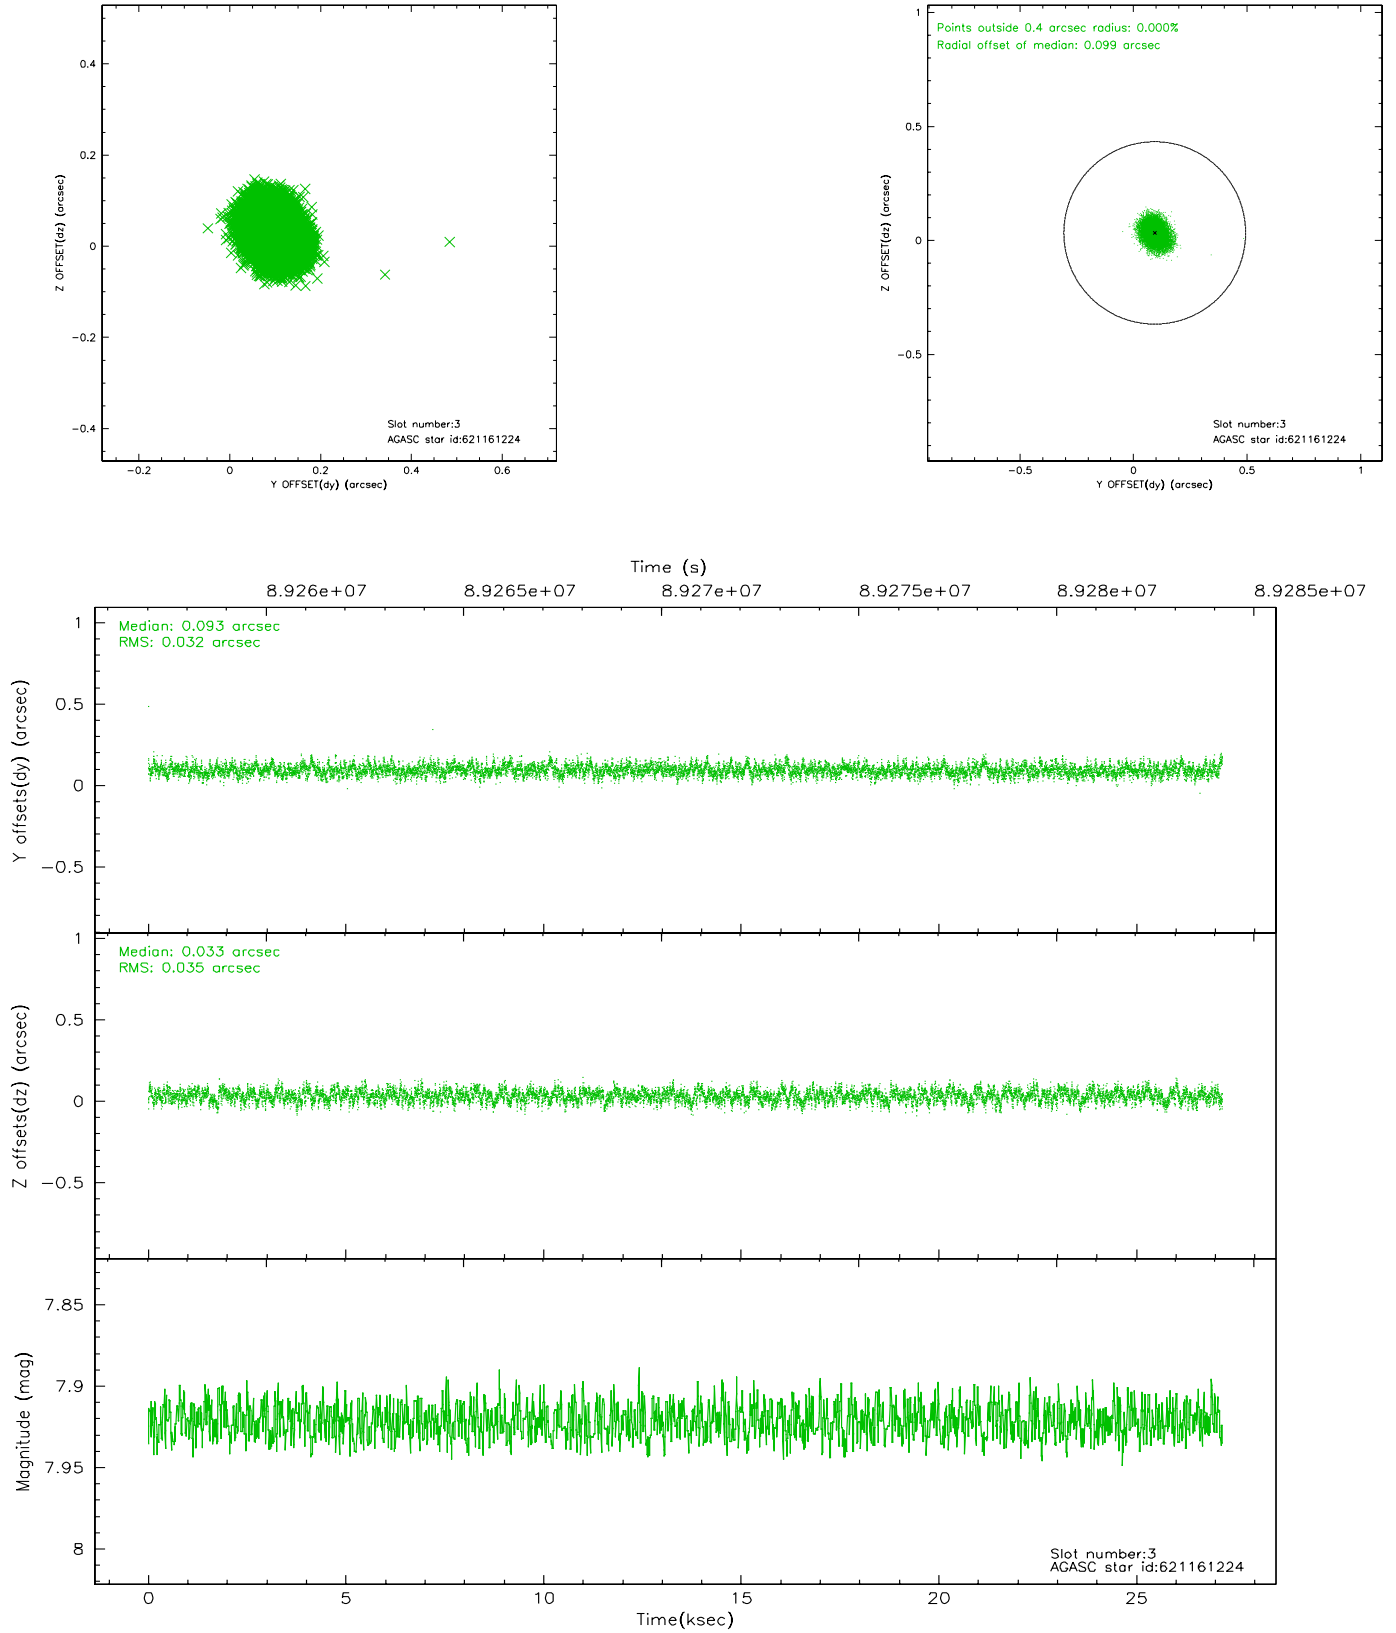 0.4
0.2
0
−0.2
−0.4
Z OFFSET(dz) (arcsec)
Slot number:3
AGASC star id:621161224
−0.2 0 0.2 0.4 0.6
Y OFFSET(dy) (arcsec)
Points outside 0.4 arcsec radius: 0.000%
Radial offset of median: 0.099 arcsec
1
0.5
0
−0.5
Z OFFSET(dz) (arcsec)
Slot number:3
AGASC star id:621161224
−0.5 0 0.5 1
Y OFFSET(dy) (arcsec)
Time (s)
8.926e+07 8.9265e+07 8.927e+07 8.9275e+07 8.928e+07 8.9285e+07
Median: 0.093 arcsec
RMS: 0.032 arcsec
1
0.5
0
−0.5
Y offsets(dy) (arcsec)
Median: 0.033 arcsec
RMS: 0.035 arcsec
1
0.5
0
−0.5
Z offsets(dz) (arcsec)
7.85
7.9
7.95
8
Magnitude (mag)
Slot number:3
AGASC star id:621161224
0 5 10 15 20 25
Time(ksec)